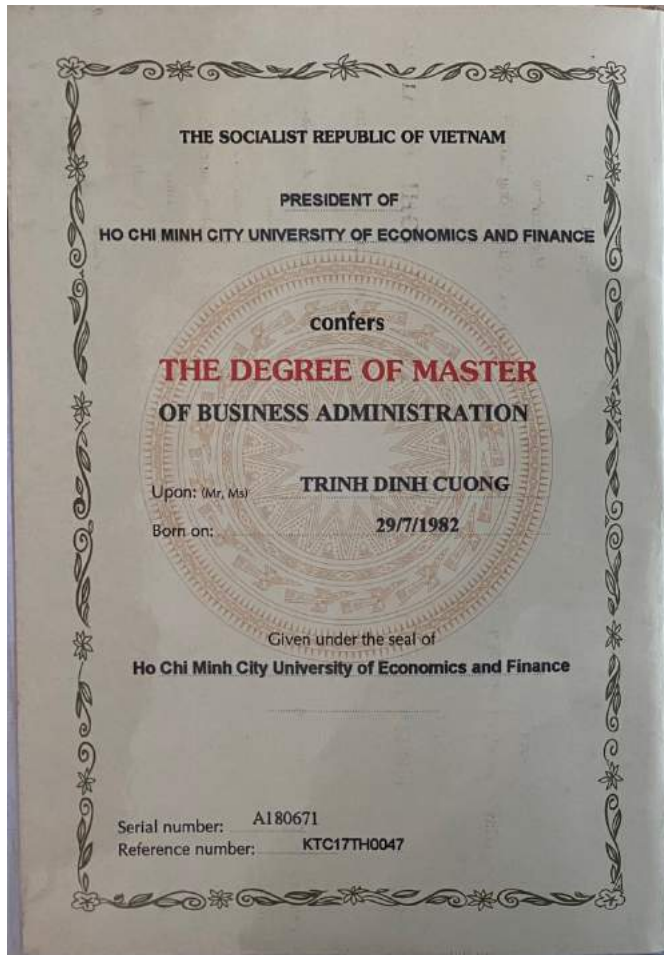 THE SOCIALIST REPUBLIC OF VIETNAM
PRESIDENT OF
HO CHI MINH CITY UNIVERSITY OF ECONOMICS AND FINANCE
confers
THE DEGREE OF MASTER
OF BUSINESS ADMINISTRATION
Upon: (Mr, Ms) TRINH DINH CUONG
Born on: 29/7/1982
Given under the seal of
Ho Chi Minh City University of Economics and Finance
Serial number: A180671
Reference number: KTC17TH0047